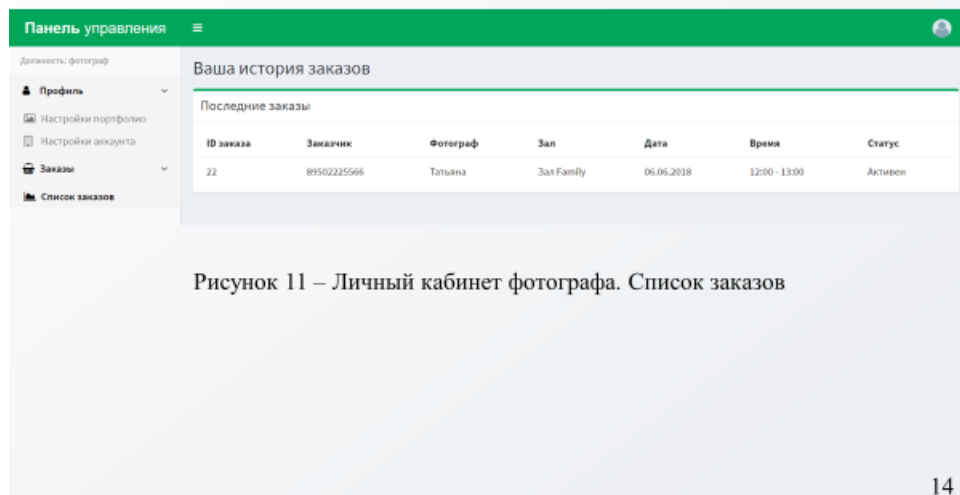 Панель управления
Должность: фотограф
Ваша история заказов
Профиль
Настройки портфолио
Настройки аккаунта
Заказы
Список заказов
Последние заказы
ID заказа Заказчик Фотограф Зал Дата Время Статус
22 89502225566 Татьяна Зал Family 06.06.2018 12:00 - 13:00 Активен
Рисунок 11 – Личный кабинет фотографа. Список заказов
14